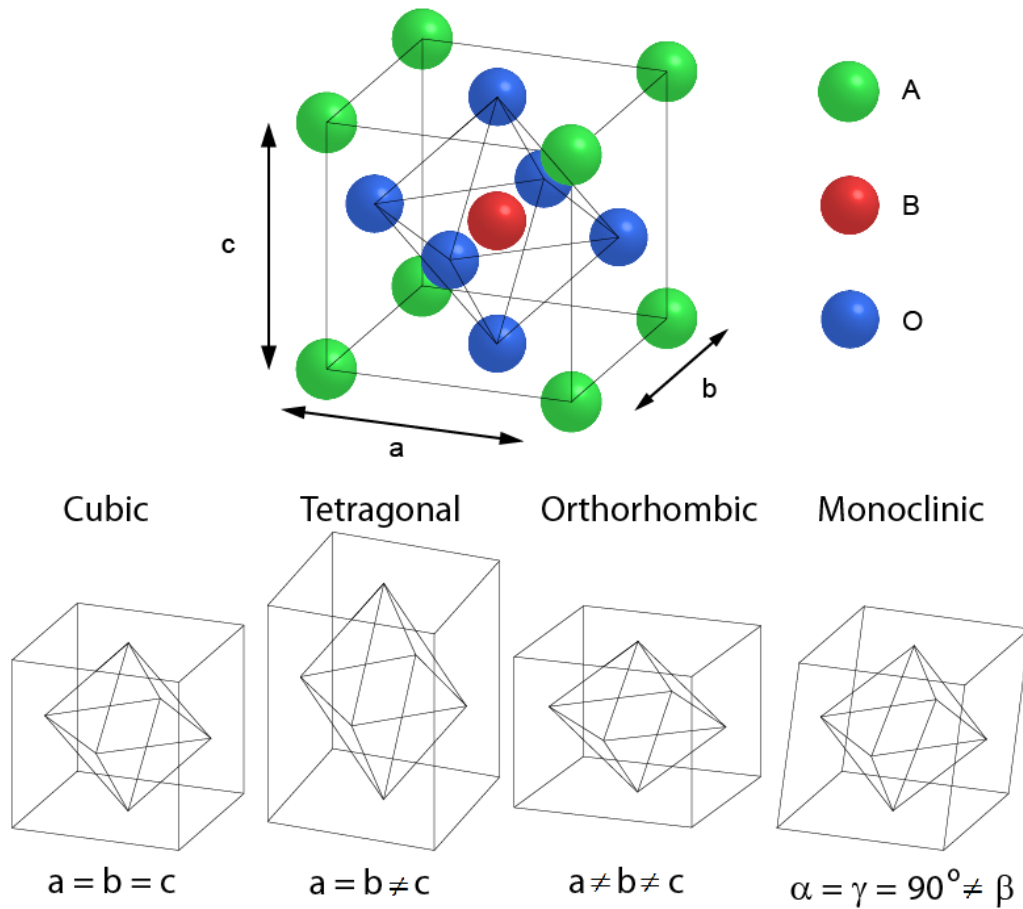 A
B
O
c
b
a
Cubic
Tetragonal
Orthorhombic
Monoclinic
a = b = c
a = b ≠ c
a ≠ b ≠ c
α = γ = 90° ≠ β